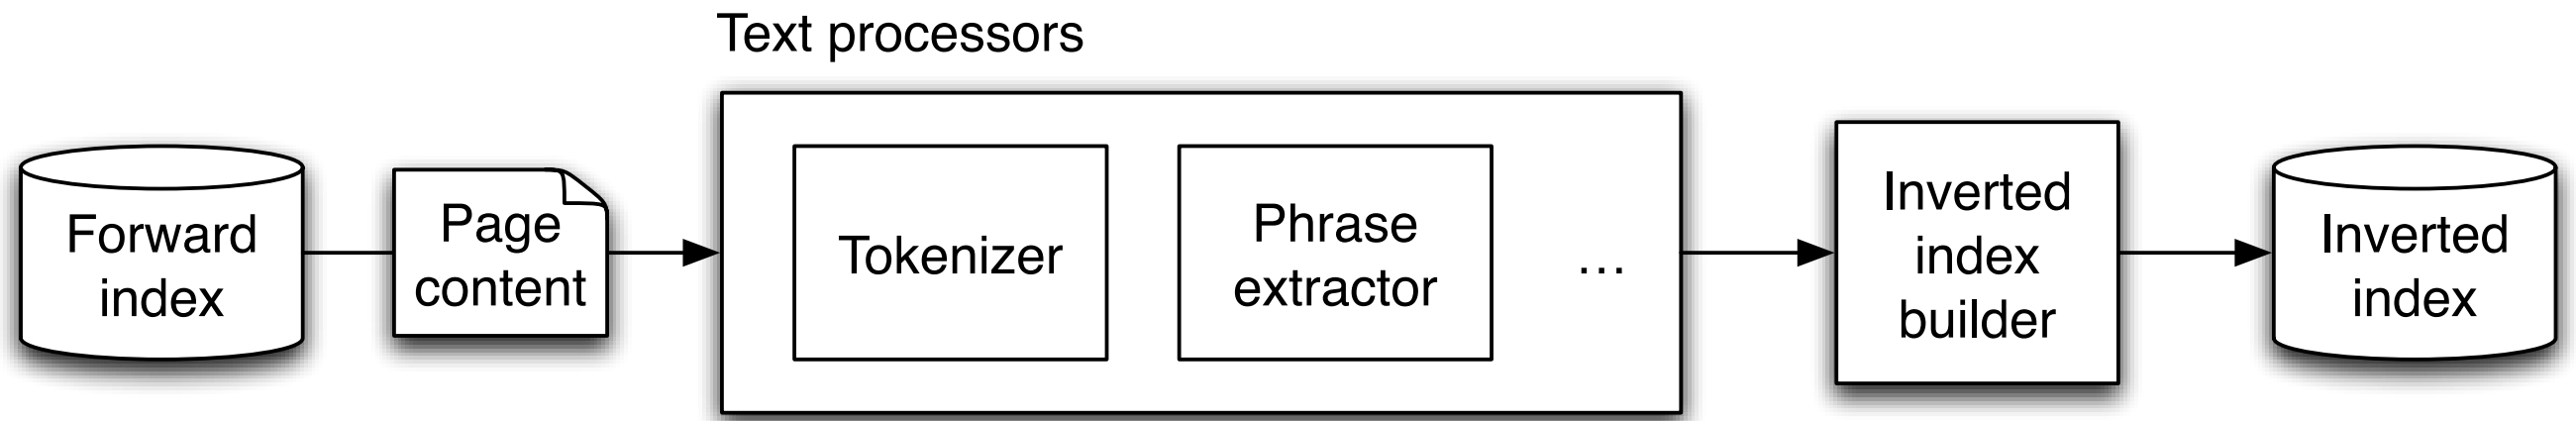 Text processors
Forward
index
Page
content
Tokenizer
Phrase
extractor
...
Inverted
index
builder
Inverted
index